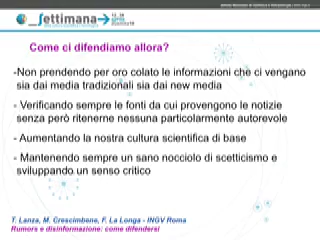 Settimana
Come ci difendiamo allora?
-Non prendendo per oro colato le informazioni che ci vengano
sia dai media tradizionali sia dai new media
- Verificando sempre le fonti da cui provengono le notizie
senza però ritenerne nessuna particolarmente autorevole
- Aumentando la nostra cultura scientifica di base
- Mantenendo sempre un sano nocciolo di scetticismo e
sviluppando un senso critico
T. Lanza, M. Crescimbene, F. La Longa - INGV Roma
Rumors e disinformazione: come difendersi